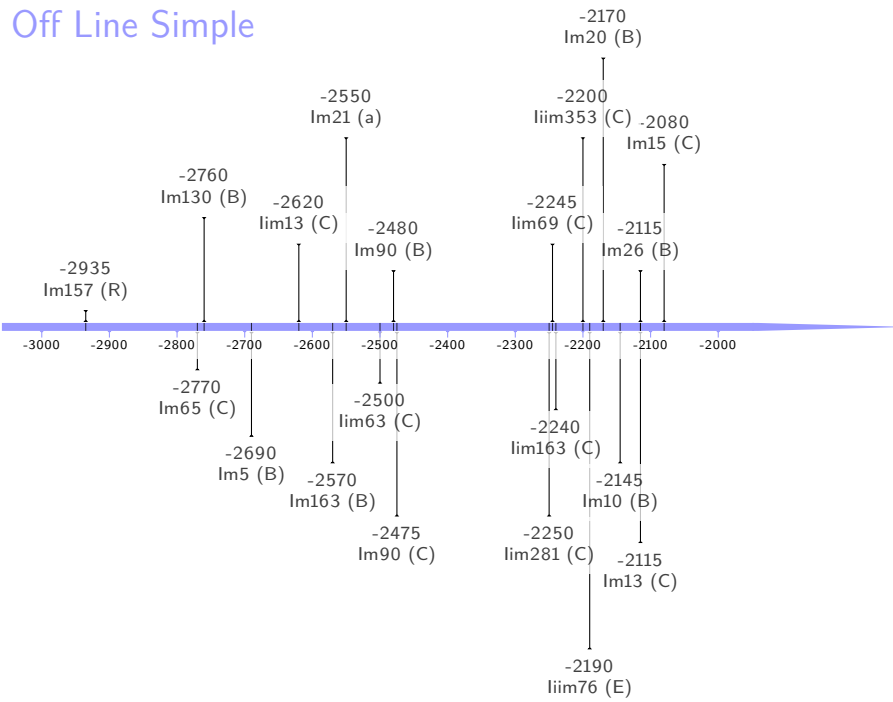 Off Line Simple
-2170
Im20 (B)
-2550
Im21 (a)
-2200
Iiim353 (C)
-2080
Im15 (C)
-2760
Im130 (B)
-2620
Iim13 (C)
-2245
Iim69 (C)
-2480
Im90 (B)
-2115
Im26 (B)
-2935
Im157 (R)
-3000 -2900 -2800 -2700 -2600 -2500 -2400 -2300 -2200 -2100 -2000
-2770
Im65 (C)
-2500
Iim63 (C)
-2240
Iim163 (C)
-2690
Im5 (B)
-2570
Im163 (B)
-2145
Im10 (B)
-2475
Im90 (C)
-2250
Iim281 (C)
-2115
Im13 (C)
-2190
Iiim76 (E)